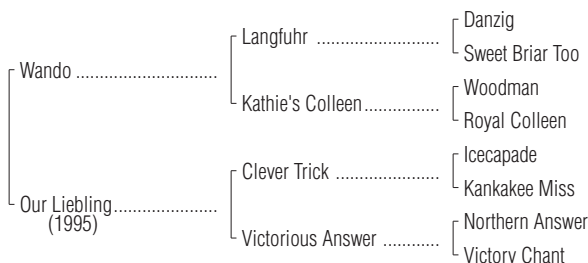 Danzig
Langfuhr ........................
Sweet Briar Too
Wando ...........................
Woodman
Kathie's Colleen ...............
Royal Colleen
Icecapade
Clever Trick .....................
Kankakee Miss
Our Liebling ....................
(1995)
Northern Answer
Victorious Answer ............
Victory Chant